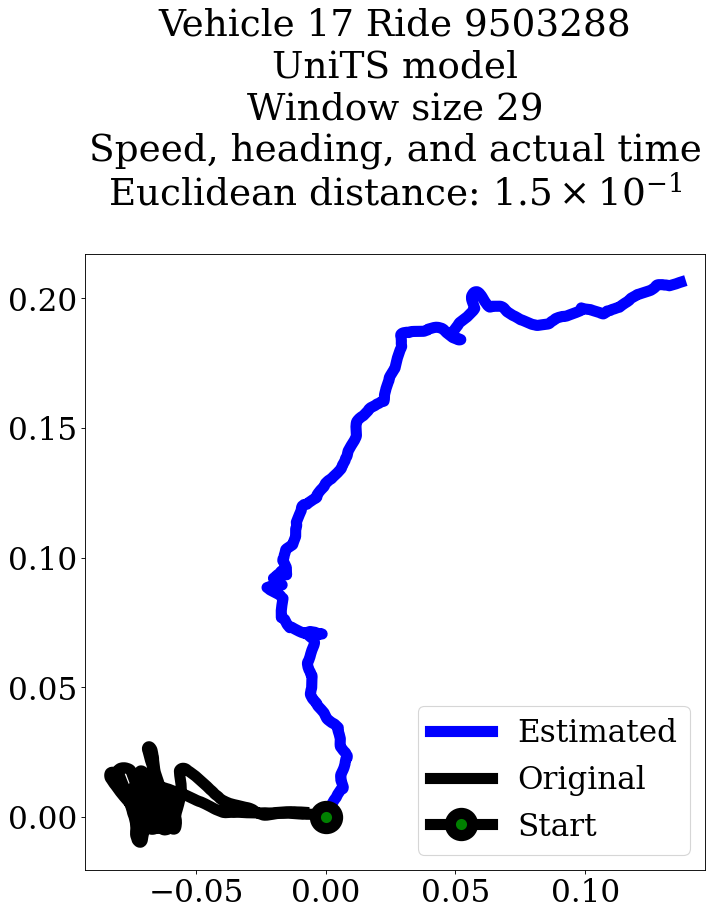 Vehicle 17 Ride 9503288
UniTS model
Window size 29
Speed, heading, and actual time
Euclidean distance: $1.5 \times 10^{-1}$
0.20
0.15
0.10
0.05
0.00
Estimated
Original
Start
−0.05 0.00 0.05 0.10